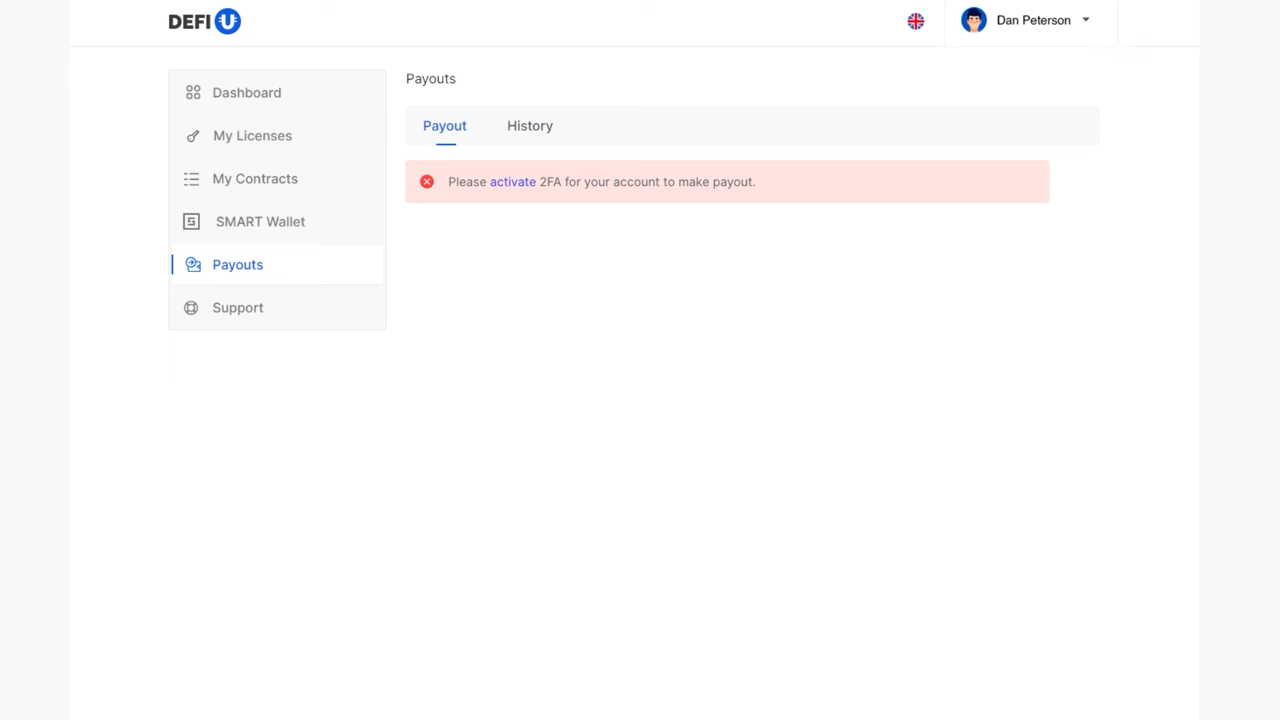 DEFI U
Dan Peterson
Dashboard
My Licenses
My Contracts
SMART Wallet
Payouts
Support
Payouts
Payout History
Please activate 2FA for your account to make payout.